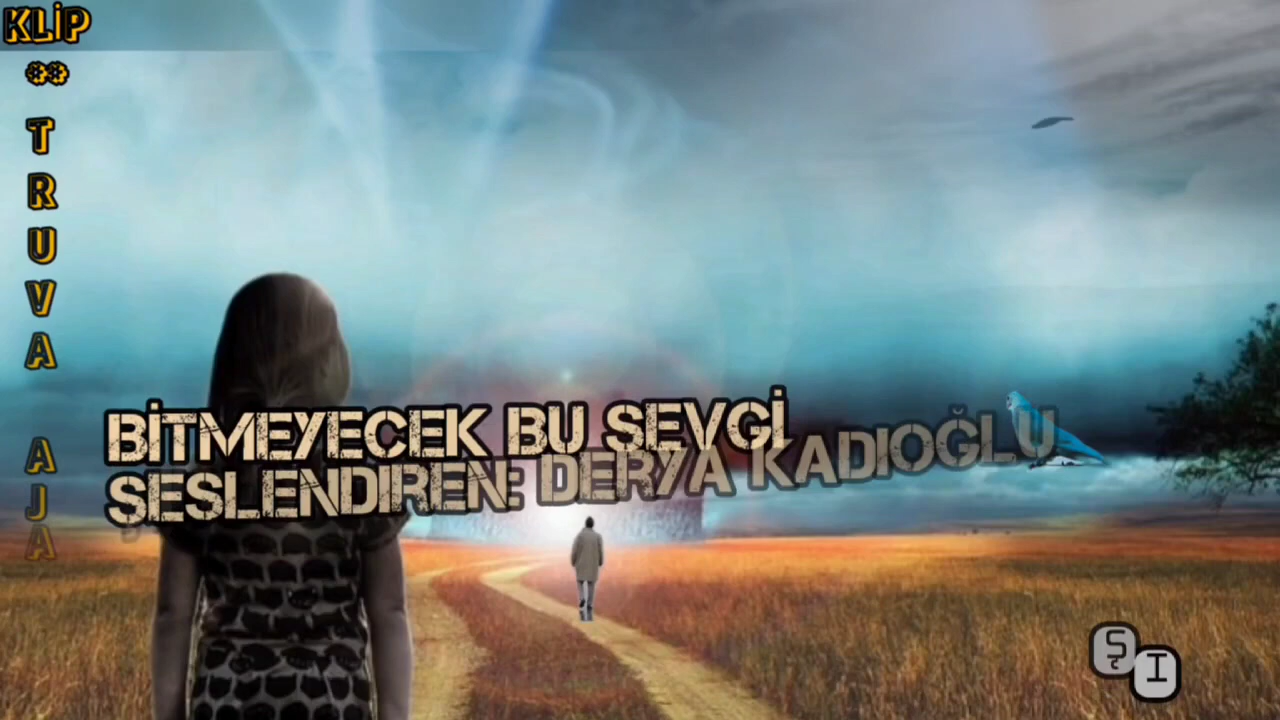 KLİP
**
TRUVA
AJA
BİTMEYECEK BU SEVGİ
SESLENDİREN: DERYA KADIOĞLU
Ş
I